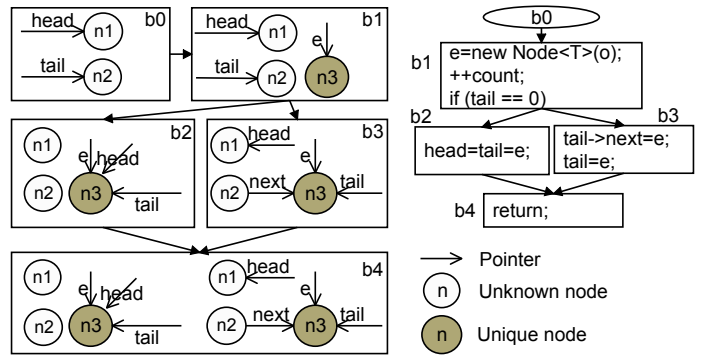 head n1 b0
tail n2
head n1 b1
e
tail n2 n3
n1 b2
e head
n2 n3
tail
n1 head b3
e
n2 next n3 tail
n1
e head
n2 n3
tail
n1 head b4
e
n2 next n3 tail
b0
b1
e=new Node<T>(o);
++count;
if (tail == 0)
b2
head=tail=e;
b3
tail->next=e;
tail=e;
b4
return;
Pointer
n Unknown node
n Unique node